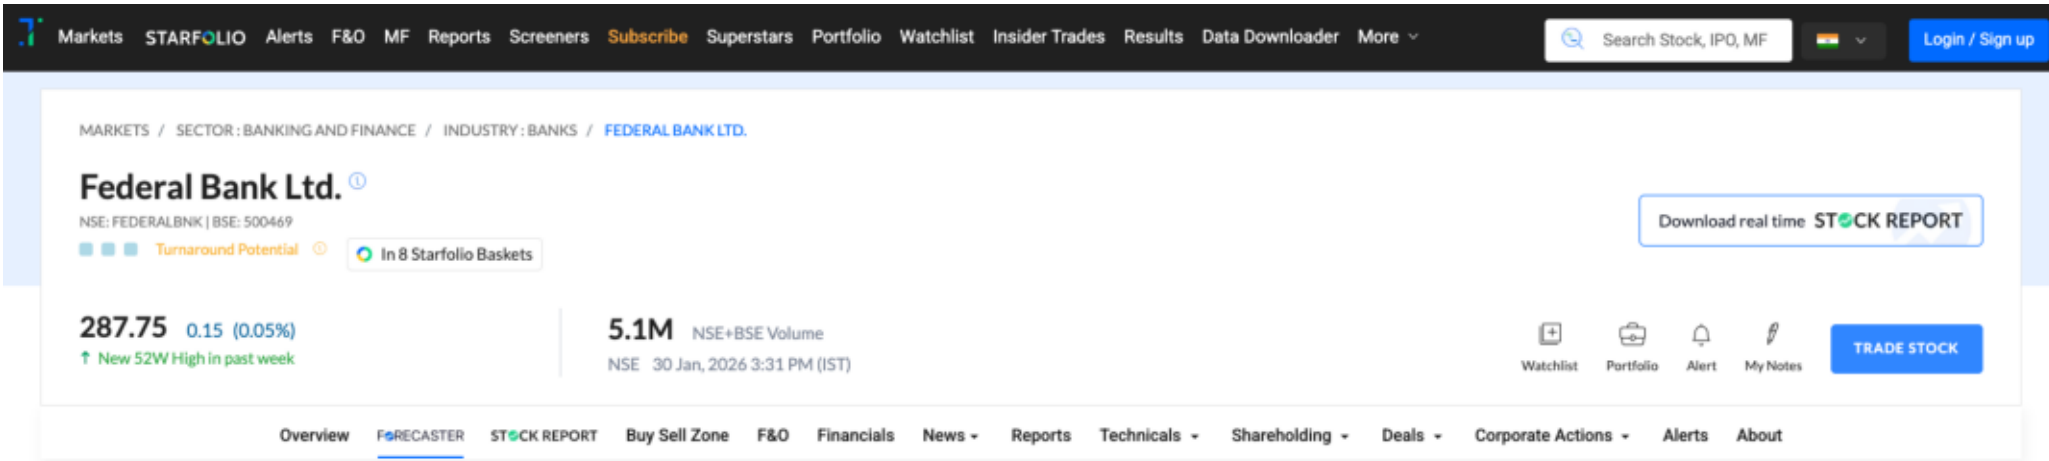 Markets STARFOLIO Alerts F&O MF Reports Screeners Subscribe Superstars Portfolio Watchlist Insider Trades Results Data Downloader More Search Stock, IPO, MF Login / Sign up
MARKETS / SECTOR : BANKING AND FINANCE / INDUSTRY : BANKS / FEDERAL BANK LTD.
Federal Bank Ltd.
NSE: FEDERALBNK | BSE: 500469
Turnaround Potential In 8 Starfolio Baskets
Download real time STOCK REPORT
287.75 0.15 (0.05%)
↑ New 52W High in past week
5.1M NSE+BSE Volume
NSE 30 Jan, 2026 3:31 PM (IST)
Watchlist Portfolio Alert My Notes
TRADE STOCK
Overview FORECASTER STOCK REPORT Buy Sell Zone F&O Financials News Reports Technicals Shareholding Deals Corporate Actions Alerts About